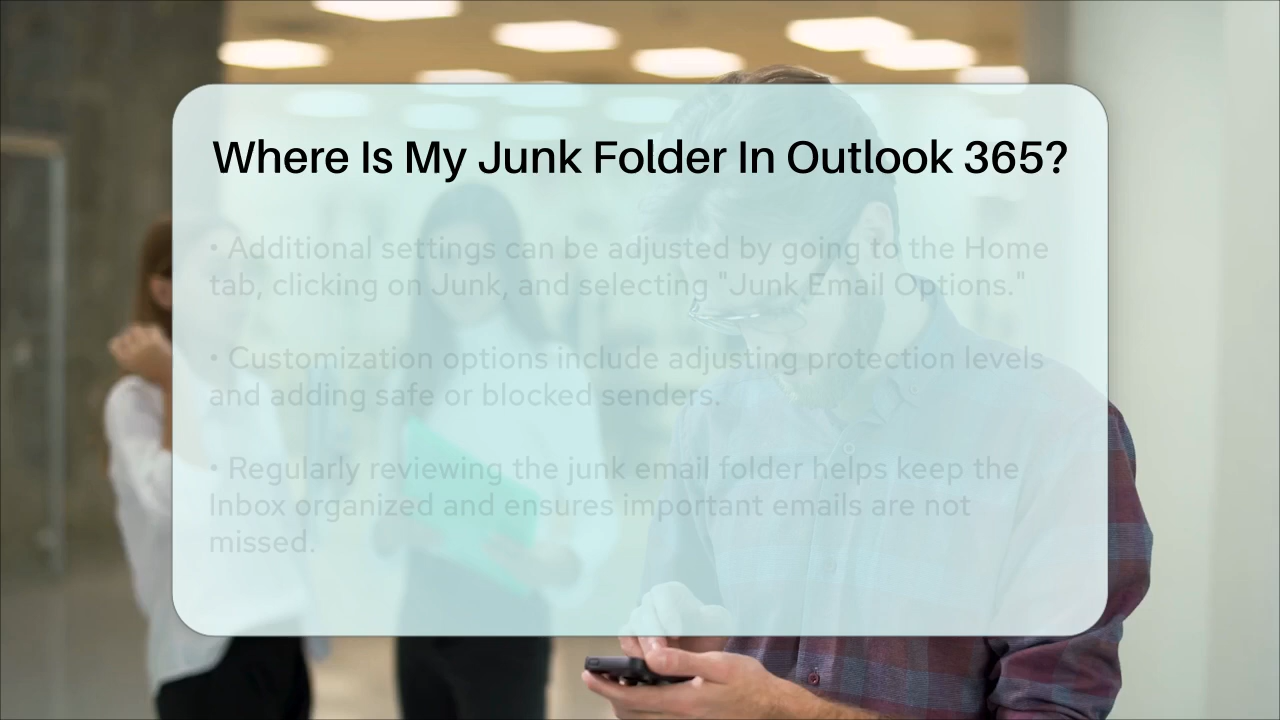 Where Is My Junk Folder In Outlook 365?
• Additional settings can be adjusted by going to the Home
tab, clicking on Junk, and selecting "Junk Email Options."
• Customization options include adjusting protection levels
and adding safe or blocked senders.
• Regularly reviewing the junk email folder helps keep the
Inbox organized and ensures important emails are not
missed.